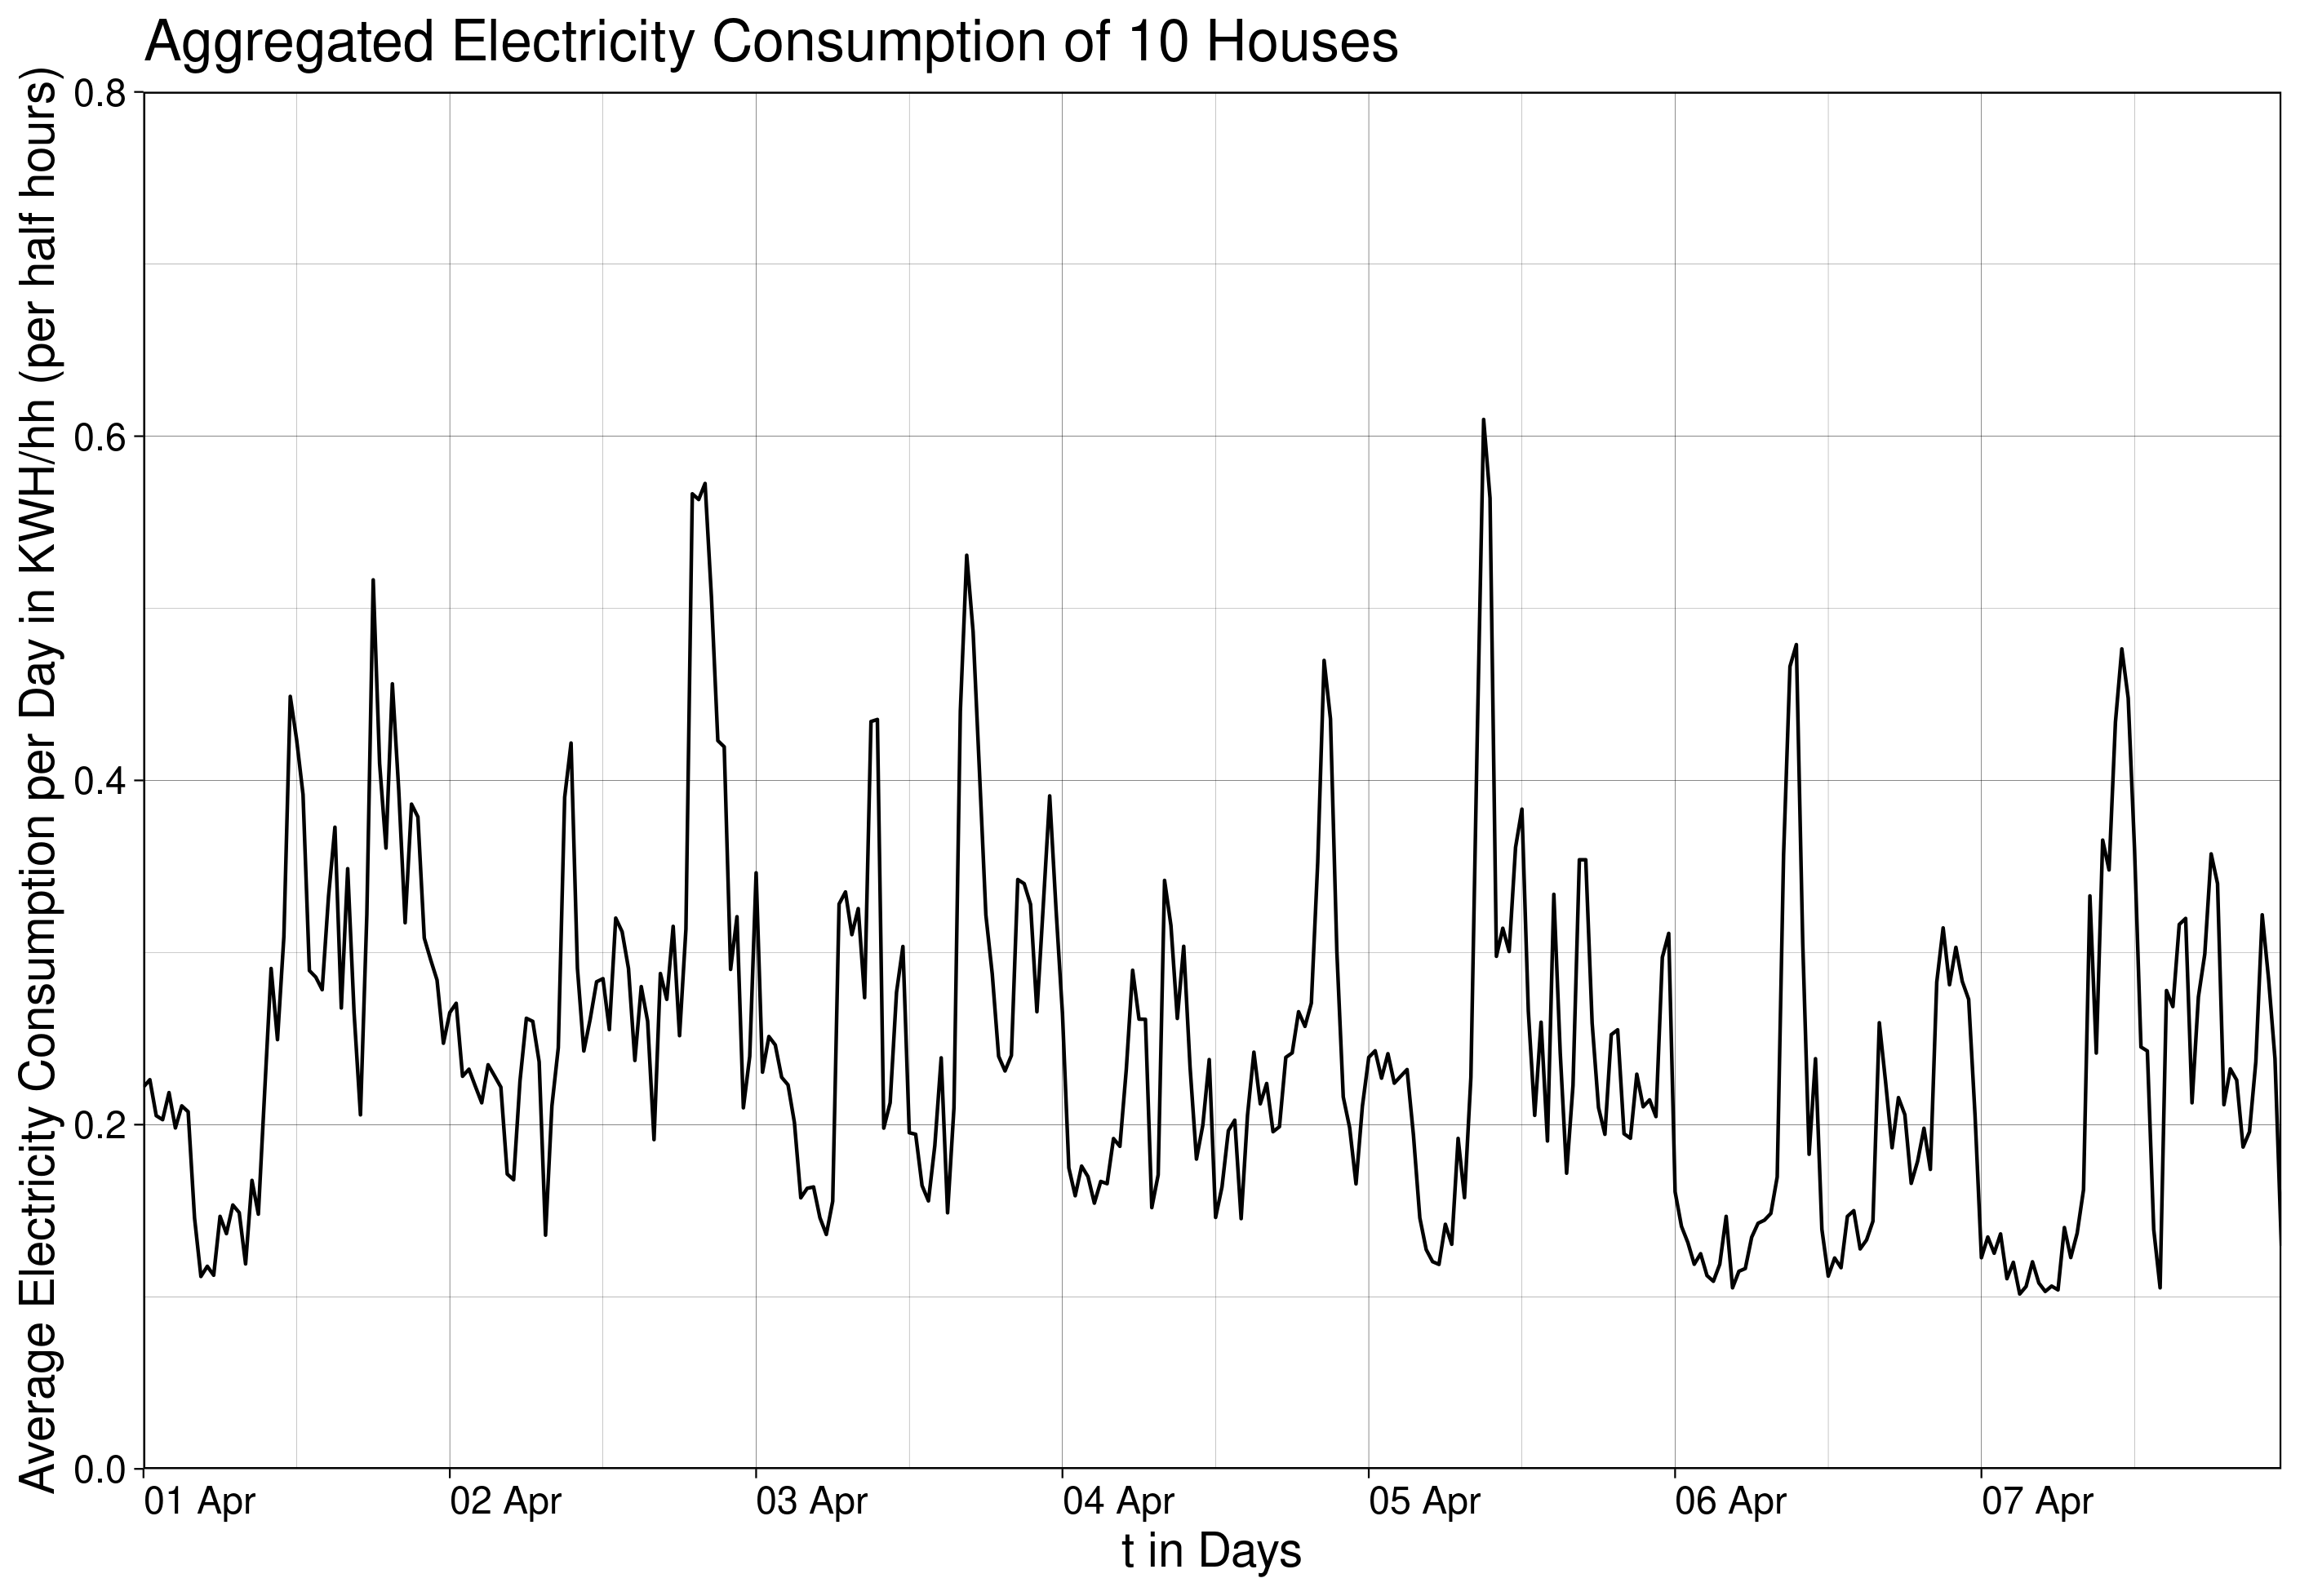 Aggregated Electricity Consumption of 10 Houses
Average Electricity Consumption per Day in KWH/hh (per half hours)
0.8
0.6
0.4
0.2
0.0
01 Apr
02 Apr
03 Apr
04 Apr
05 Apr
06 Apr
07 Apr
t in Days